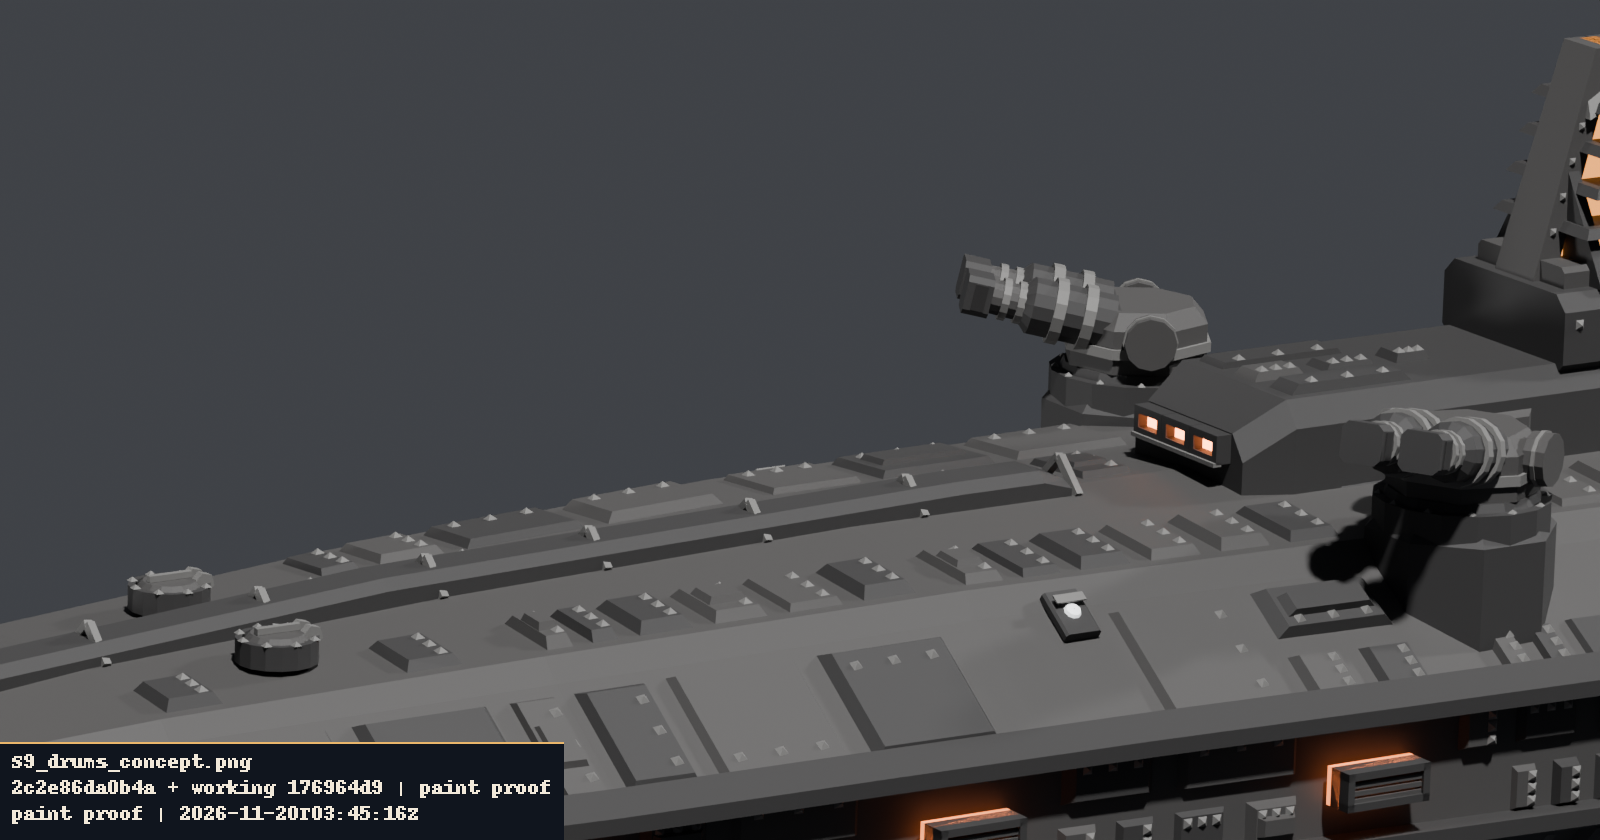 s9_drums_concept.png
2c2e86da0b4a + working 176964d9 | paint proof
paint proof | 2026-11-20T03:45:16Z